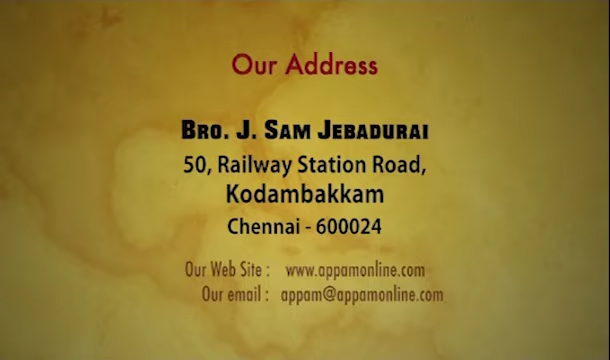 Our Address
BRO. J. SAM JEBADURAI
50, Railway Station Road,
Kodambakkam
Chennai - 600024
Our Web Site : www.appamonline.com
Our email : appam@appamonline.com